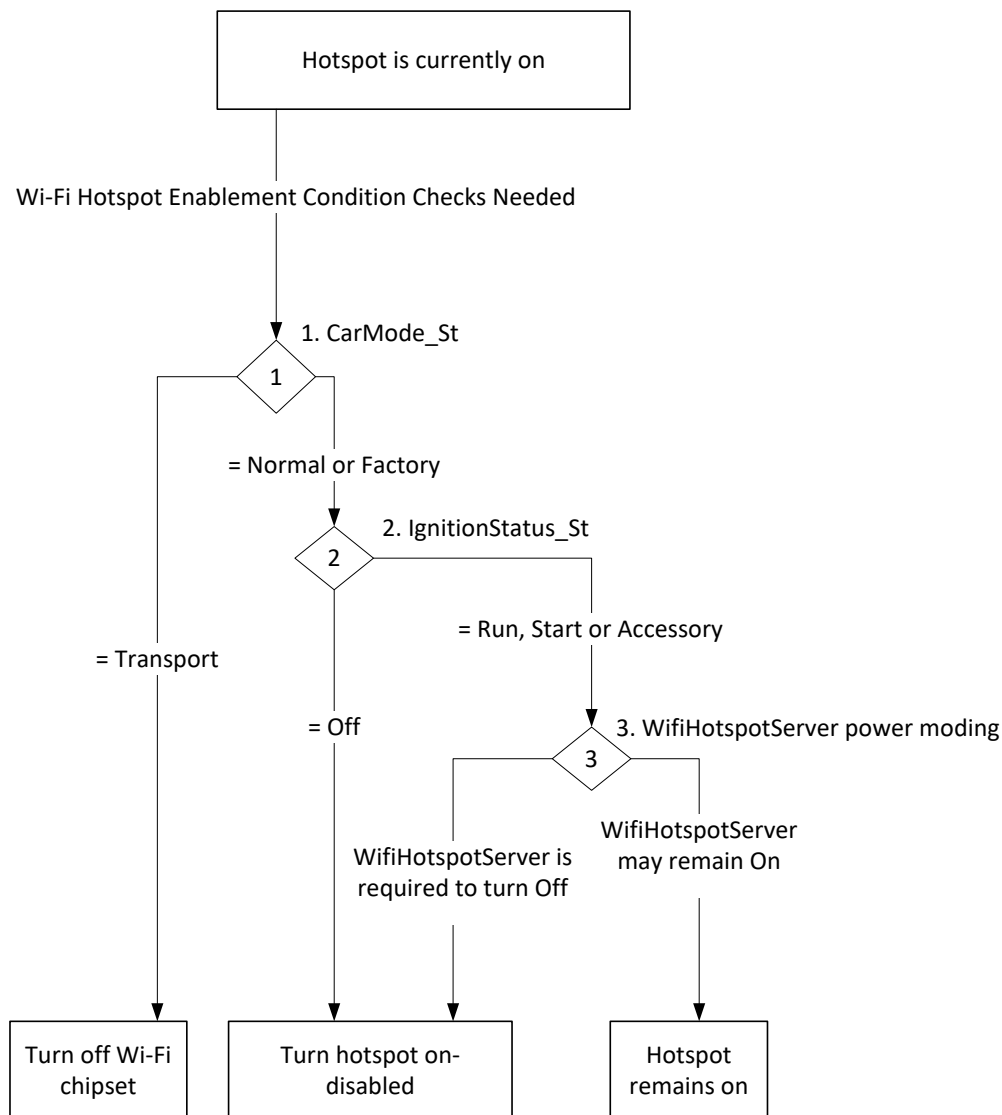 Hotspot is currently on
Wi-Fi Hotspot Enablement Condition Checks Needed
1. CarMode_St
1
= Normal or Factory
2. IgnitionStatus_St
2
= Run, Start or Accessory
= Transport
= Off
3. WifiHotspotServer power moding
3
WifiHotspotServer is
required to turn Off
WifiHotspotServer
may remain On
Turn off Wi-Fi
chipset
Turn hotspot on-
disabled
Hotspot
remains on